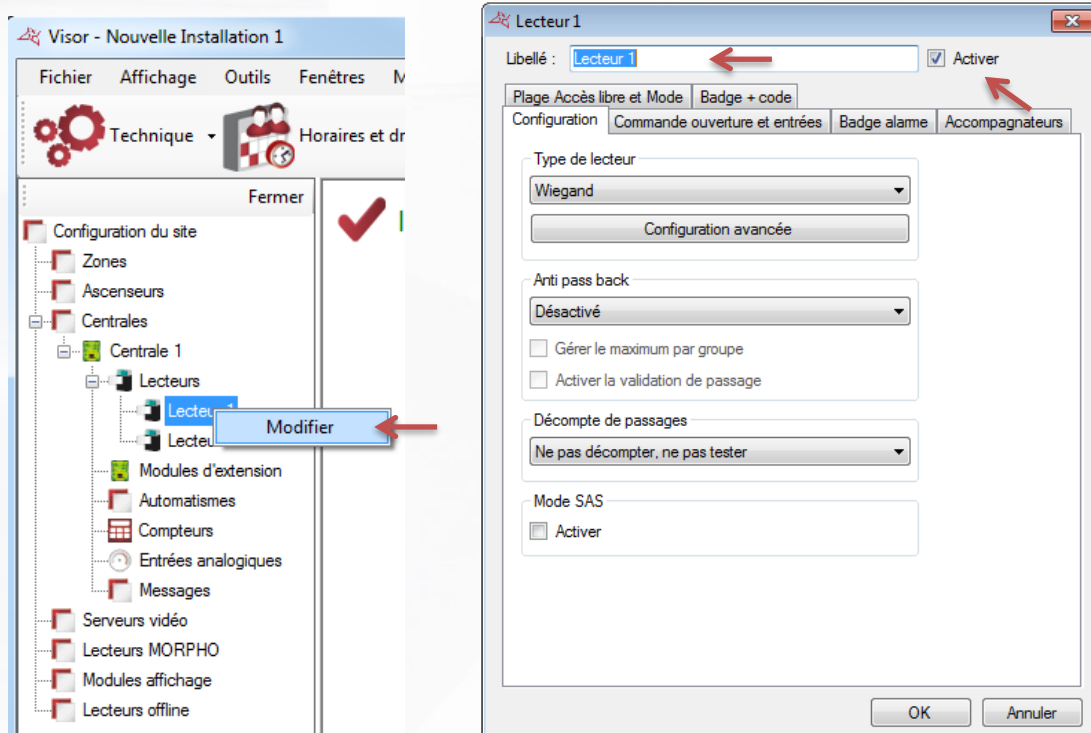 Visor - Nouvelle Installation 1
Fichier Affichage Outils Fenêtres M
Technique Horaires et dr
Fermer
Configuration du site
Zones
Ascenseurs
Centrales
Centrale 1
Lecteurs
Lecteur 1
Modifier
Lecteu
Modules d'extension
Automatismes
Compteurs
Entrées analogiques
Messages
Serveurs vidéo
Lecteurs MORPHO
Modules affichage
Lecteurs offline
Lecteur 1
Libellé : Lecteur 1 Activer
Plage Accès libre et Mode Badge + code
Configuration Commande ouverture et entrées Badge alarme Accompagnateurs
Type de lecteur
Wiegand
Configuration avancée
Anti pass back
Désactivé
Gérer le maximum par groupe
Activer la validation de passage
Décompte de passages
Ne pas décompter, ne pas tester
Mode SAS
Activer
OK Annuler